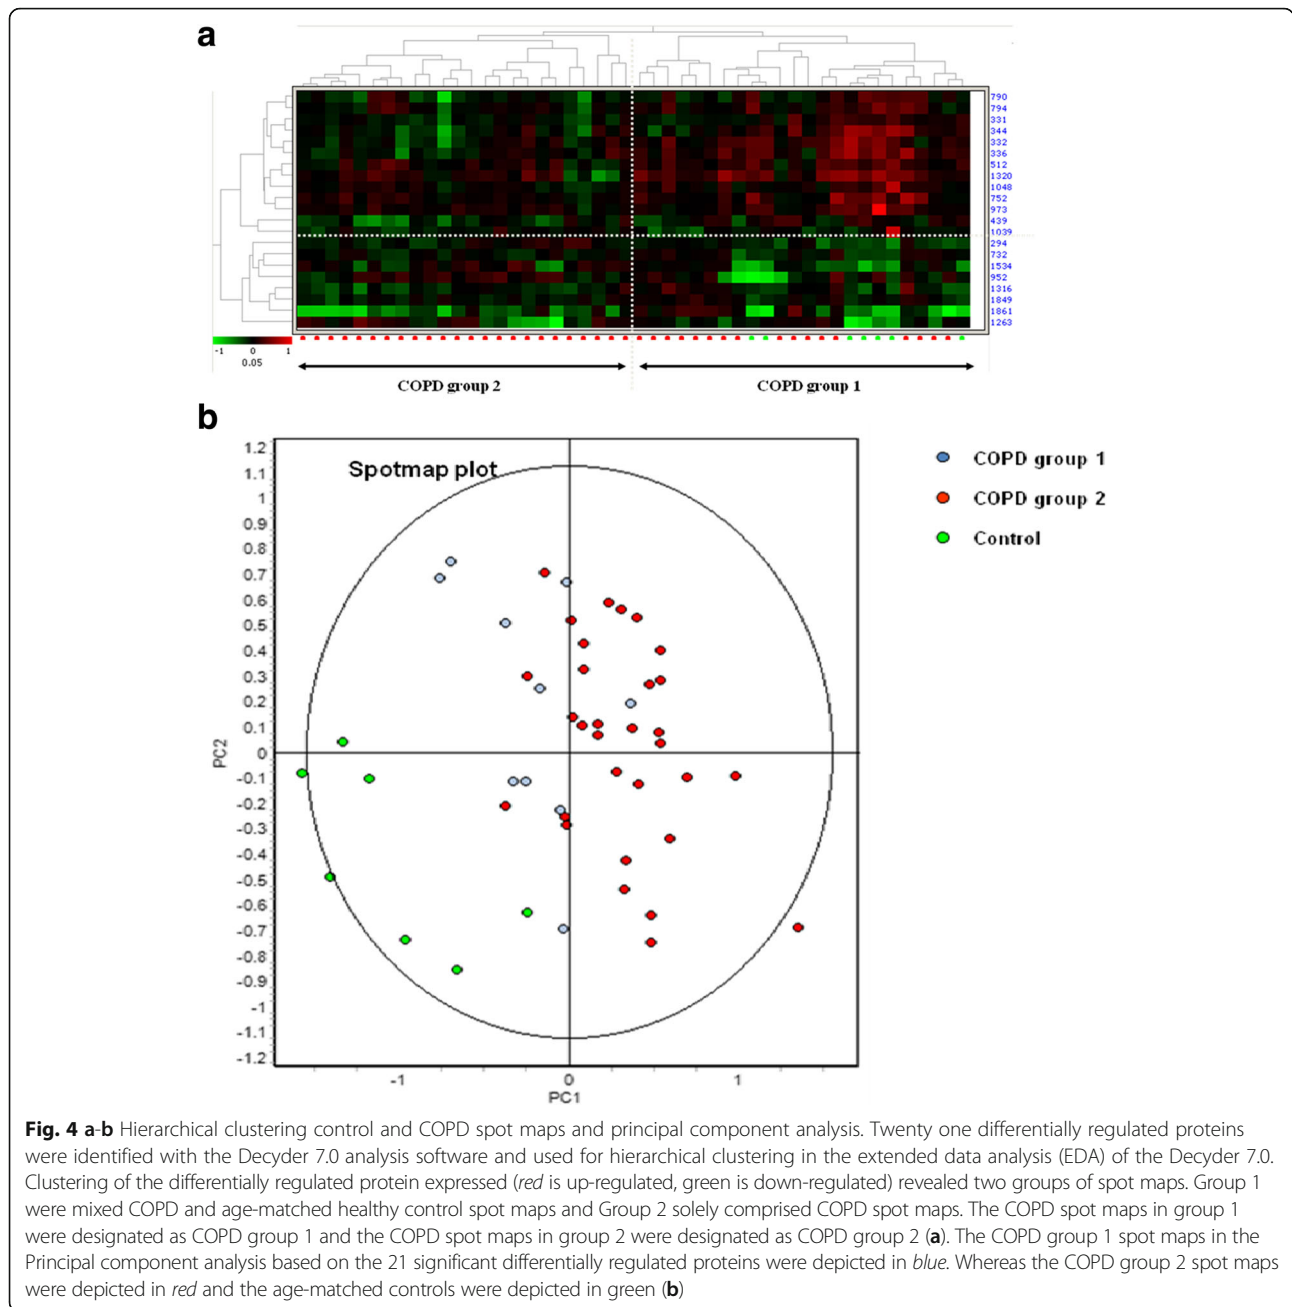 a
790
794
331
344
332
336
512
1320
1048
752
973
439
1039
294
732
1534
952
1316
1849
1861
1263
-1 0 1
0.05
COPD group 2 COPD group 1
b
Spotmap plot
1.2
1.1
1
0.9
0.8
0.7
0.6
0.5
0.4
0.3
0.2
0.1
0
-0.1
-0.2
-0.3
-0.4
-0.5
-0.6
-0.7
-0.8
-0.9
-1
-1.1
-1.2
PC2
-1 0 1
PC1
COPD group 1
COPD group 2
Control
Fig. 4 a-b Hierarchical clustering control and COPD spot maps and principal component analysis. Twenty one differentially regulated proteins
were identified with the Decyder 7.0 analysis software and used for hierarchical clustering in the extended data analysis (EDA) of the Decyder 7.0.
Clustering of the differentially regulated protein expressed (red is up-regulated, green is down-regulated) revealed two groups of spot maps. Group 1
were mixed COPD and age-matched healthy control spot maps and Group 2 solely comprised COPD spot maps. The COPD spot maps in group 1
were designated as COPD group 1 and the COPD spot maps in group 2 were designated as COPD group 2 (a). The COPD group 1 spot maps in the
Principal component analysis based on the 21 significant differentially regulated proteins were depicted in blue. Whereas the COPD group 2 spot maps
were depicted in red and the age-matched controls were depicted in green (b)